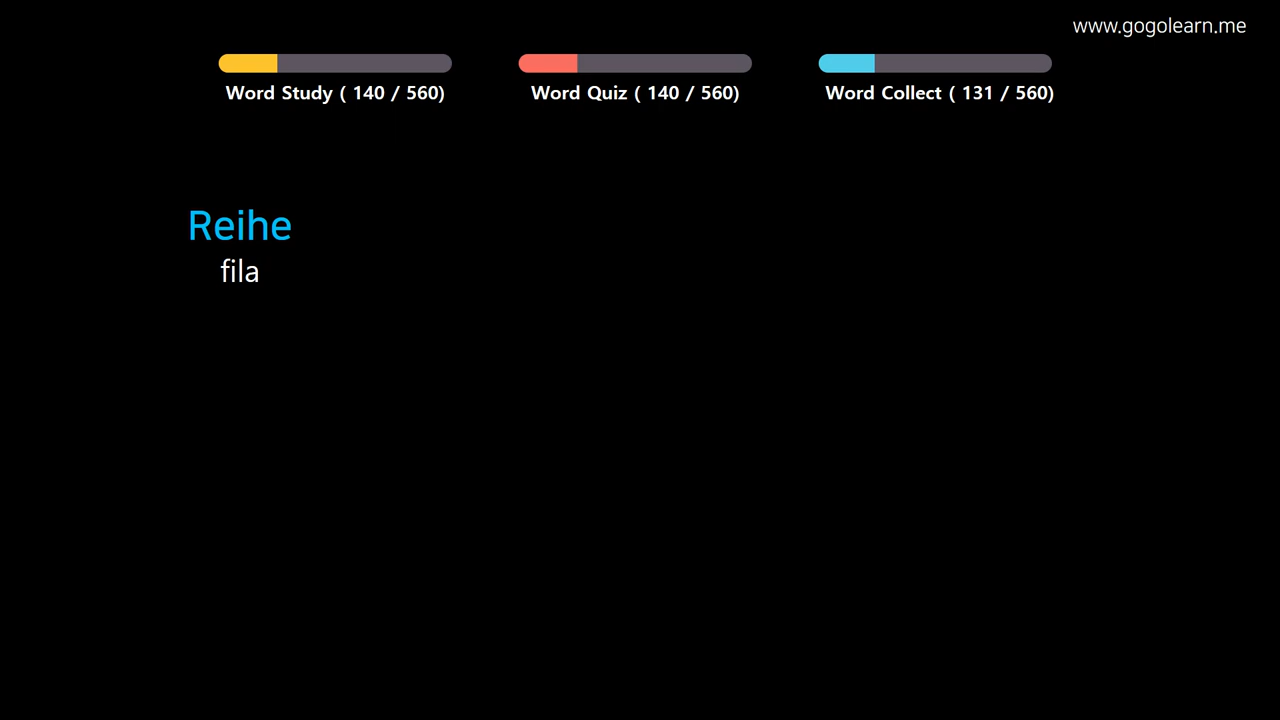 www.gogolearn.me
Word Study ( 140 / 560)
Word Quiz ( 140 / 560)
Word Collect ( 131 / 560)
Reihe
fila